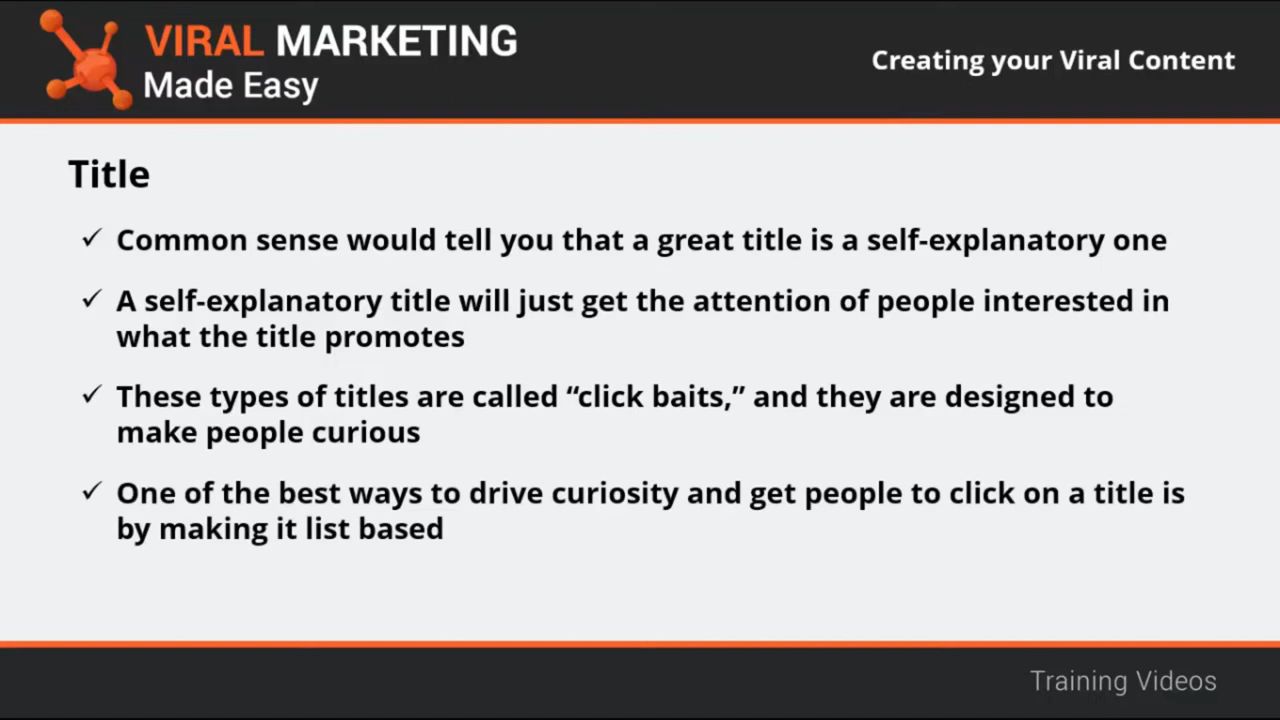 VIRAL MARKETING
Made Easy
Creating your Viral Content
Title
✓ Common sense would tell you that a great title is a self-explanatory one
✓ A self-explanatory title will just get the attention of people interested in
what the title promotes
✓ These types of titles are called “click baits,” and they are designed to
make people curious
✓ One of the best ways to drive curiosity and get people to click on a title is
by making it list based
Training Videos